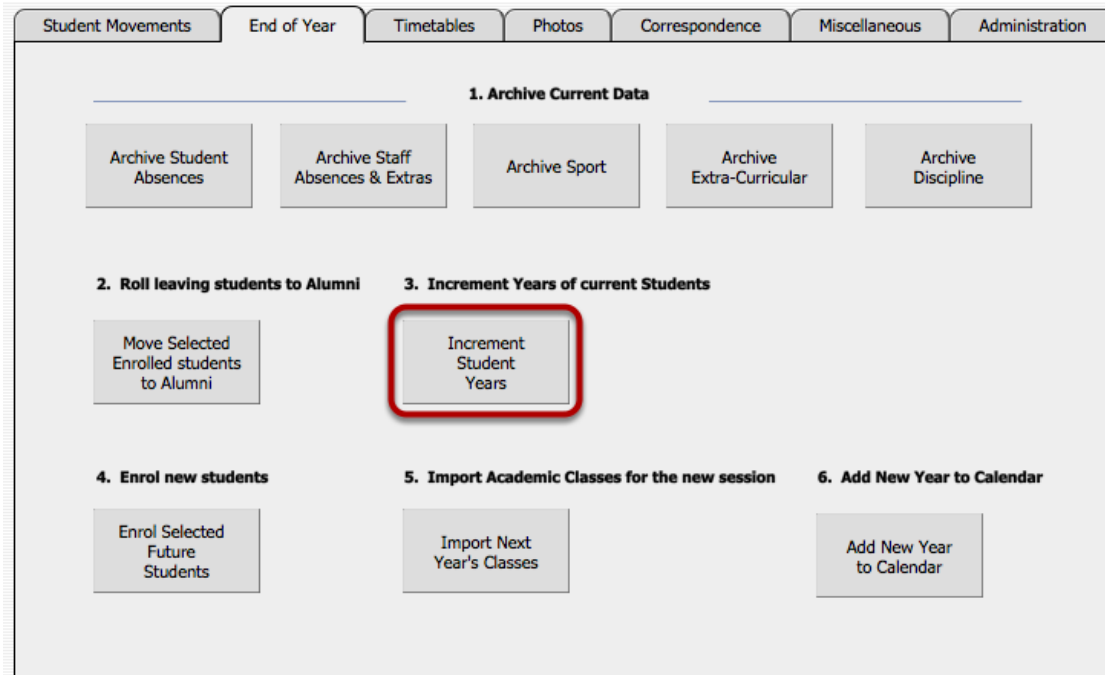 Student Movements
End of Year
Timetables
Photos
Correspondence
Miscellaneous
Administration
1. Archive Current Data
Archive Student
Absences
Archive Staff
Absences & Extras
Archive Sport
Archive
Extra-Curricular
Archive
Discipline
2. Roll leaving students to Alumni
3. Increment Years of current Students
Move Selected
Enrolled students
to Alumni
Increment
Student
Years
4. Enrol new students
5. Import Academic Classes for the new session
6. Add New Year to Calendar
Enrol Selected
Future
Students
Import Next
Year's Classes
Add New Year
to Calendar